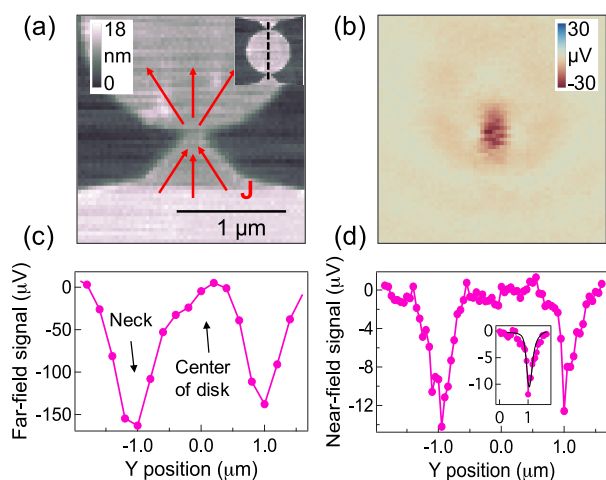 (a)
18
nm
0
J
1 μm
(b)
30
μV
-30
(c)
Far-field signal (μV)
0
-50
-100
-150
Neck
Center
of disk
-1.0
0.0
1.0
Y position (μm)
(d)
Near-field signal (μV)
0
-4
-8
-12
0
-5
-10
0
1
-1.0
0.0
1.0
Y position (μm)